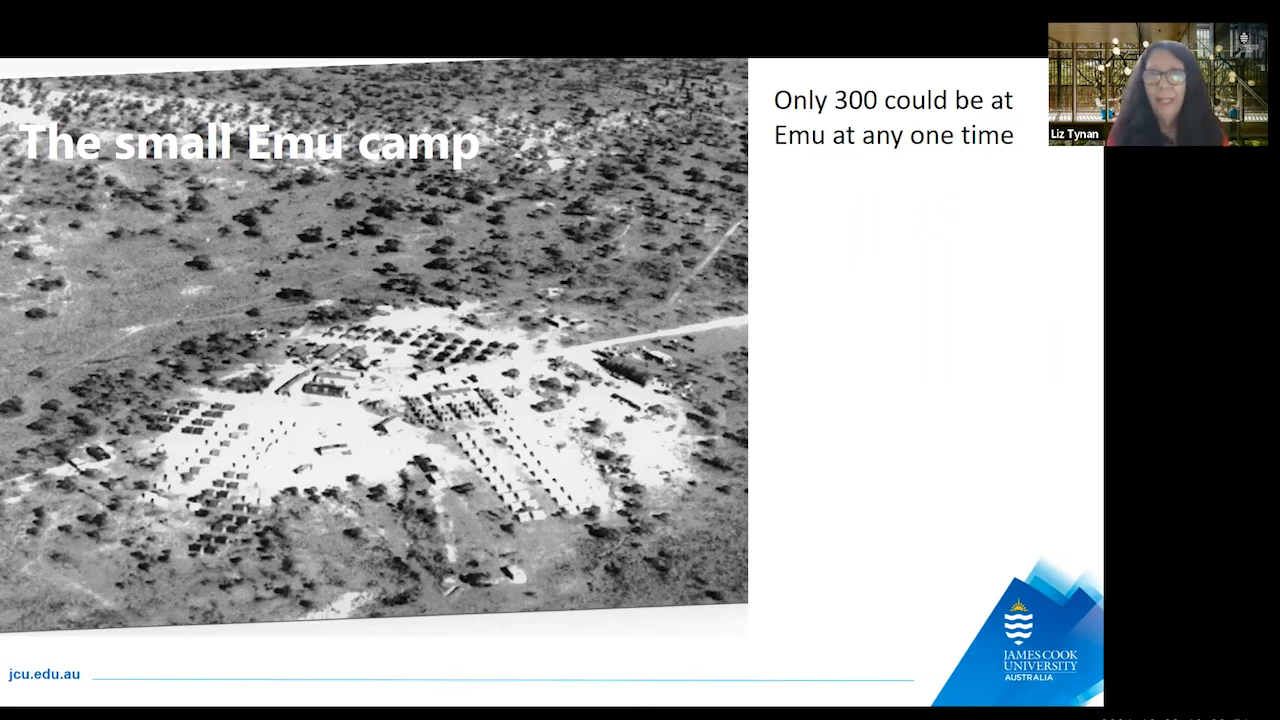 The small Emu camp
Only 300 could be at
Emu at any one time
Liz Tynan
jcu.edu.au
JAMES COOK
UNIVERSITY
AUSTRALIA